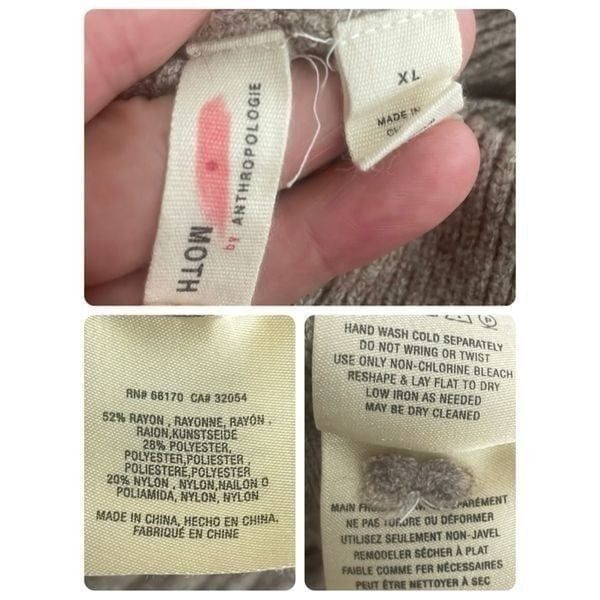 MOTH
by ANTHROPOLOGIE
XL
MADE IN
RN# 66170 CA# 32054
52% RAYON , RAYONNE, RAYÓN ,
RAION,KUNSTSEIDE
28% POLYESTER,
POLYESTER,POLIESTER
POLIESTERE,POLYESTER
20% NYLON , NYLON,NAILON O
POLIAMIDA, NYLON, NYLON
MADE IN CHINA, HECHO EN CHINA,
FABRIQUÉ EN CHINE
HAND WASH COLD SEPARATELY
DO NOT WRING OR TWIST
USE ONLY NON-CHLORINE BLEACH
RESHAPE & LAY FLAT TO DRY
LOW IRON AS NEEDED
MAY BE DRY CLEANED
MAIN
NE PAS TORDRE OU DÉFORMER
UTILISEZ SEULEMENT NON-JAVEL
REMODELER SÉCHER À PLAT
FAIBLE COMME FER NÉCESSAIRES
PEUT ÊTRE NETTOYER À SEC